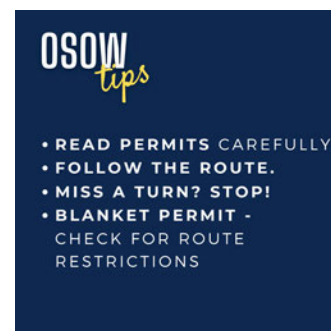 OSOW
tips
• READ PERMITS CAREFULLY
• FOLLOW THE ROUTE.
• MISS A TURN? STOP!
• BLANKET PERMIT -
CHECK FOR ROUTE
RESTRICTIONS